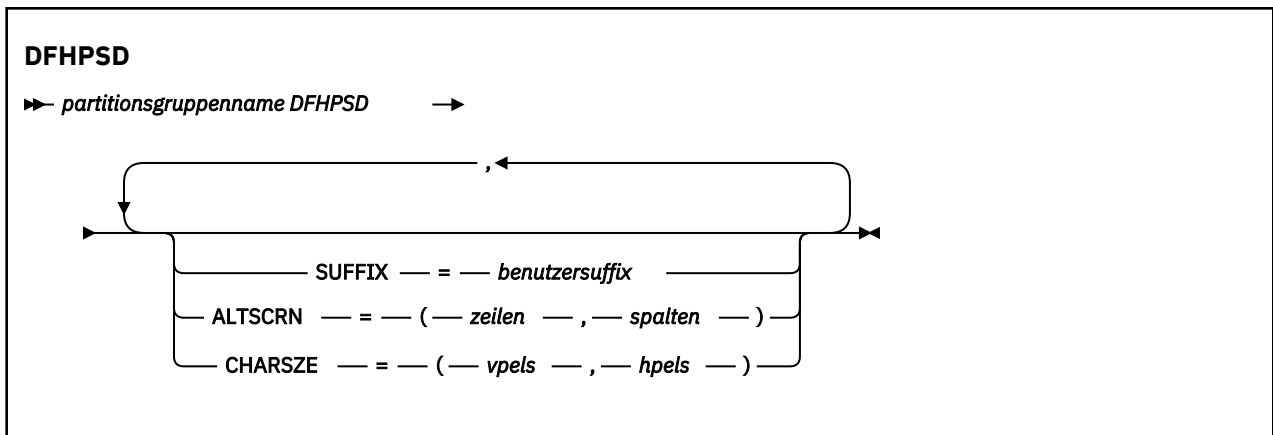 DFHPSD
partitionsgruppenname DFHPSD
,
SUFFIX = benutzersuffix
ALTSCRN = ( zeilen , spalten )
CHARSZE = ( vpels , hpels )